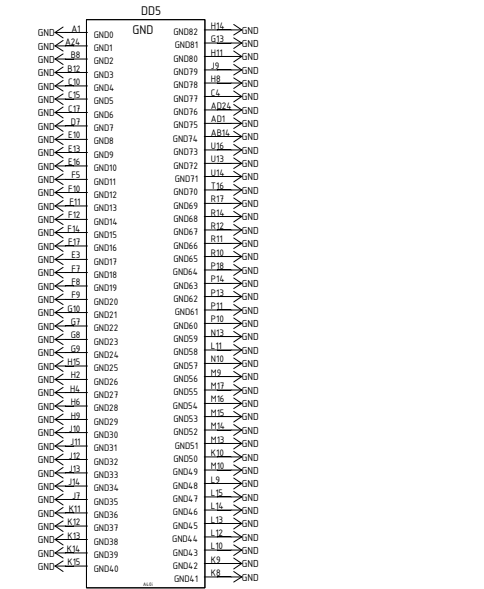 DD5
GND
GND A1 GND0 GND82 H14 GND
GND A24 GND1 GND81 G13 GND
GND B8 GND2 GND80 H11 GND
GND B12 GND3 GND79 J9 GND
GND C10 GND4 GND78 H8 GND
GND C15 GND5 GND77 C4 GND
GND C17 GND6 GND76 AD24 GND
GND D7 GND7 GND75 AD1 GND
GND E10 GND8 GND74 AB14 GND
GND E13 GND9 GND73 U16 GND
GND E16 GND10 GND72 U13 GND
GND F5 GND11 GND71 U14 GND
GND F10 GND12 GND70 T16 GND
GND F11 GND13 GND69 R17 GND
GND F12 GND14 GND68 R14 GND
GND F14 GND15 GND67 R12 GND
GND F17 GND16 GND66 R11 GND
GND E3 GND17 GND65 R10 GND
GND F7 GND18 GND64 P18 GND
GND F8 GND19 GND63 P14 GND
GND F9 GND20 GND62 P13 GND
GND G10 GND21 GND61 P11 GND
GND G7 GND22 GND60 P10 GND
GND G8 GND23 GND59 N13 GND
GND G9 GND24 GND58 L11 GND
GND H15 GND25 GND57 N10 GND
GND H2 GND26 GND56 M9 GND
GND H4 GND27 GND55 M17 GND
GND H6 GND28 GND54 M16 GND
GND H9 GND29 GND53 M15 GND
GND J10 GND30 GND52 M14 GND
GND J11 GND31 GND51 M13 GND
GND J12 GND32 GND50 K10 GND
GND J13 GND33 GND49 M10 GND
GND J14 GND34 GND48 L9 GND
GND J7 GND35 GND47 L15 GND
GND K11 GND36 GND46 L14 GND
GND K12 GND37 GND45 L13 GND
GND K13 GND38 GND44 L12 GND
GND K14 GND39 GND43 L10 GND
GND K15 GND40 GND42 K9 GND
GND41 K8 GND